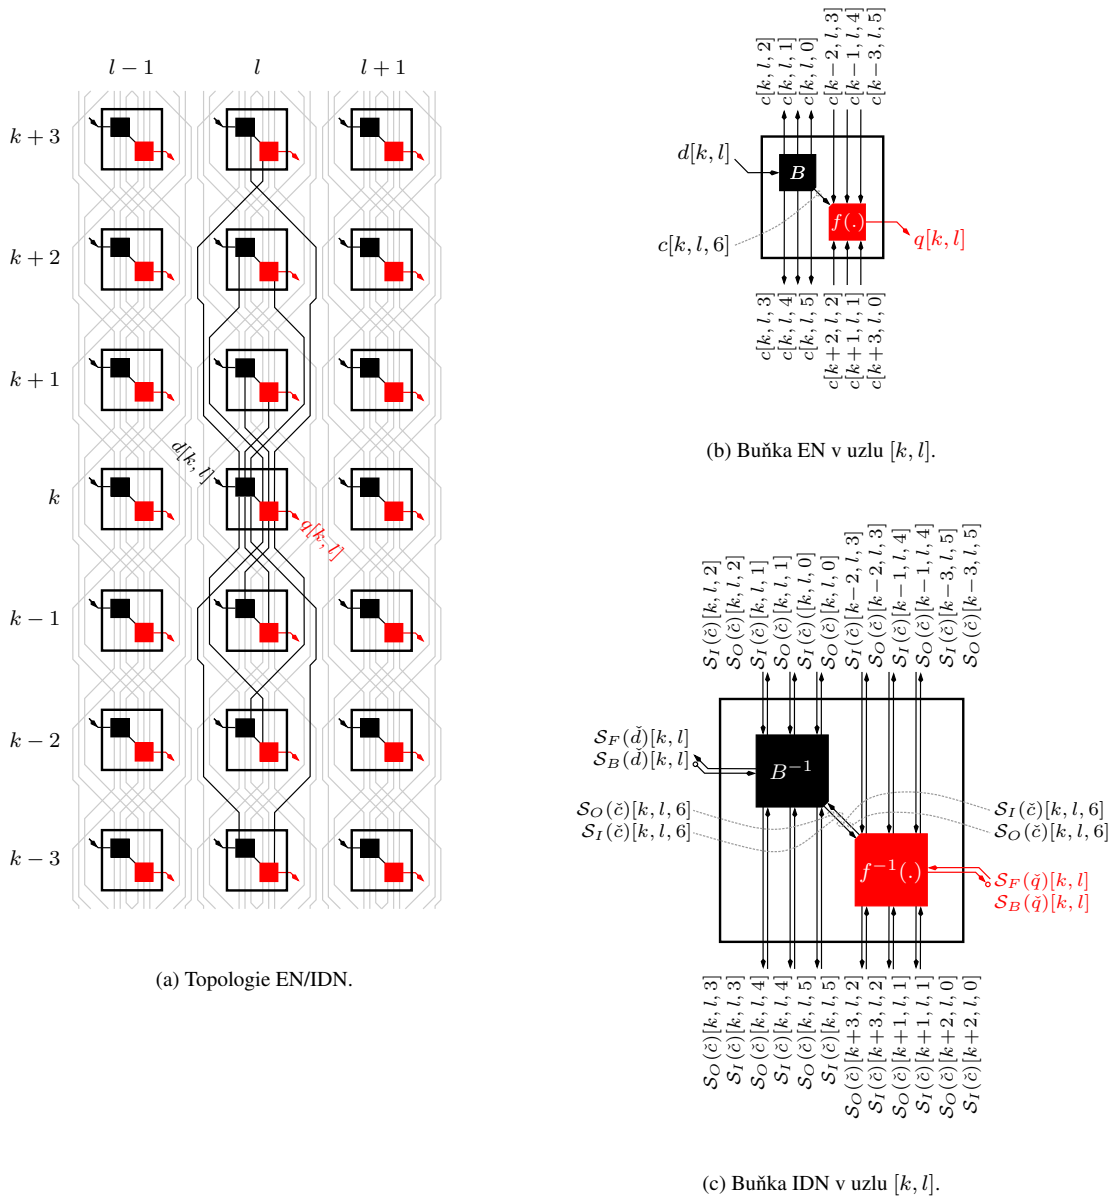 l − 1
l
l + 1
k + 3
k + 2
k + 1
k
k − 1
k − 2
k − 3
d[k, l]
q[k, l]
(a) Topologie EN/IDN.
c[k, l, 2]
c[k, l, 1]
c[k, l, 0]
c[k−2, l, 3]
c[k−1, l, 4]
c[k−3, l, 5]
d[k, l]
B
f(.)
c[k, l, 6]
q[k, l]
c[k, l, 3]
c[k, l, 4]
c[k, l, 5]
c[k+2, l, 2]
c[k+1, l, 1]
c[k+3, l, 0]
(b) Buňka EN v uzlu [k, l].
S_I(č)[k, l, 2]
S_O(č)[k, l, 2]
S_I(č)[k, l, 1]
S_O(č)[k, l, 1]
S_I(č)([k, l, 0]
S_O(č)[k, l, 0]
S_I(č)[k−2, l, 3]
S_O(č)[k−2, l, 3]
S_I(č)[k−1, l, 4]
S_O(č)[k−1, l, 4]
S_I(č)[k−3, l, 5]
S_O(č)[k−3, l, 5]
S_F(ď)[k, l]
S_B(ď)[k, l]
B⁻¹
S_O(č)[k, l, 6]
S_I(č)[k, l, 6]
S_I(č)[k, l, 6]
S_O(č)[k, l, 6]
f⁻¹(.)
S_F(q̌)[k, l]
S_B(q̌)[k, l]
S_O(č)[k, l, 3]
S_I(č)[k, l, 3]
S_O(č)[k, l, 4]
S_I(č)[k, l, 4]
S_O(č)[k, l, 5]
S_I(č)[k, l, 5]
S_O(č)[k+3, l, 2]
S_I(č)[k+3, l, 2]
S_O(č)[k+1, l, 1]
S_I(č)[k+1, l, 1]
S_O(č)[k+2, l, 0]
S_I(č)[k+2, l, 0]
(c) Buňka IDN v uzlu [k, l].